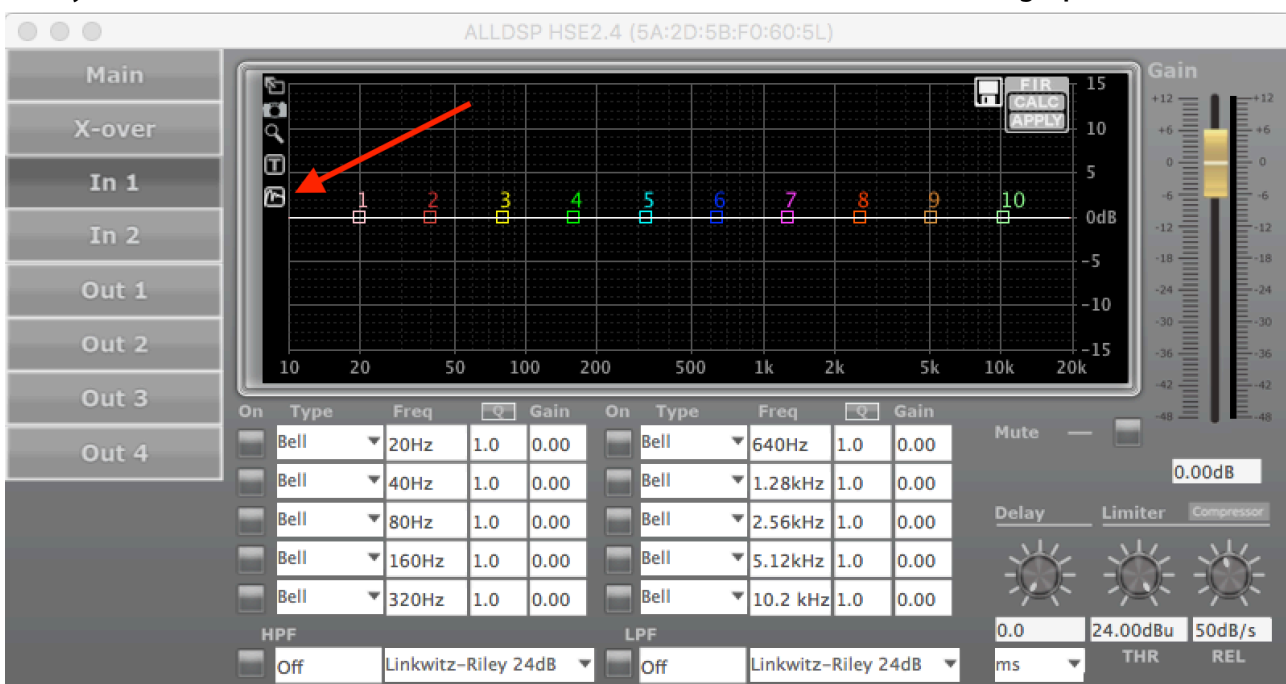 ALLDSP HSE2.4 (5A:2D:5B:F0:60:5L)
Main
X-over
In 1
In 2
Out 1
Out 2
Out 3
Out 4
T
FIR
CALC
APPLY
1 2 3 4 5 6 7 8 9 10
15
10
5
0dB
-5
-10
-15
10 20 50 100 200 500 1k 2k 5k 10k 20k
Gain
+12 +12
+6 +6
0 0
-6 -6
-12 -12
-18 -18
-24 -24
-30 -30
-36 -36
-42 -42
-48 -48
On Type Freq Q Gain On Type Freq Q Gain
Bell 20Hz 1.0 0.00 Bell 640Hz 1.0 0.00
Bell 40Hz 1.0 0.00 Bell 1.28kHz 1.0 0.00
Bell 80Hz 1.0 0.00 Bell 2.56kHz 1.0 0.00
Bell 160Hz 1.0 0.00 Bell 5.12kHz 1.0 0.00
Bell 320Hz 1.0 0.00 Bell 10.2 kHz 1.0 0.00
HPF LPF
Off Linkwitz-Riley 24dB Off Linkwitz-Riley 24dB
Mute
0.00dB
Delay Limiter Compressor
0.0 24.00dBu 50dB/s
ms THR REL